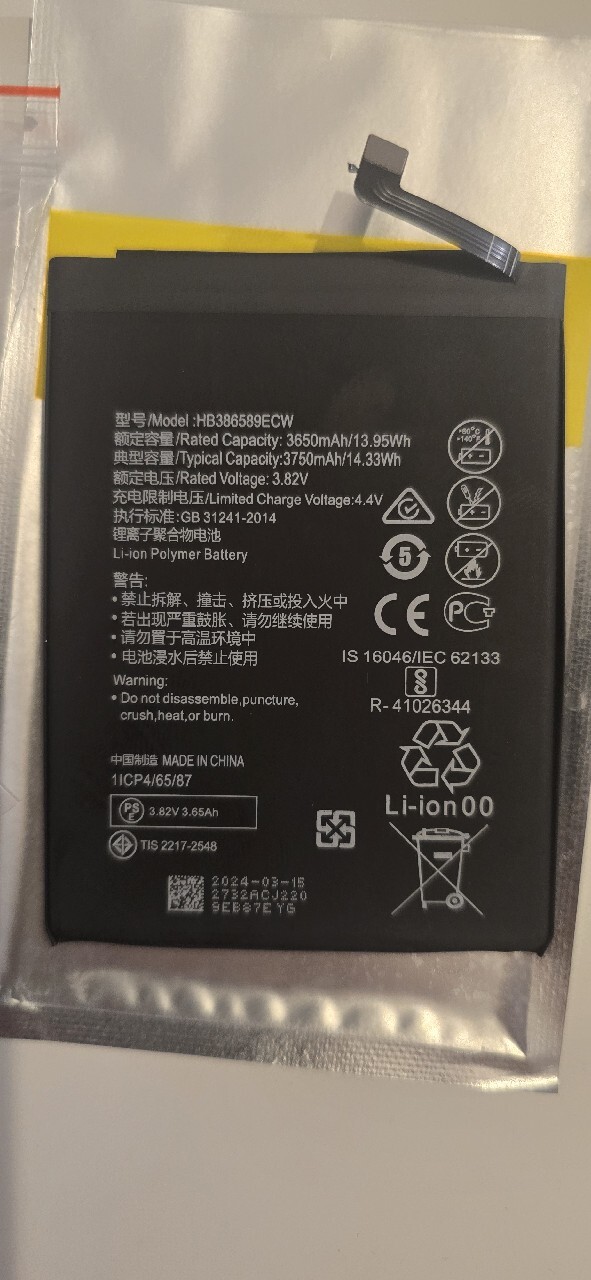 型号/Model :HB386589ECW
额定容量/Rated Capacity: 3650mAh/13.95Wh
典型容量/Typical Capacity:3750mAh/14.33Wh
额定电压/Rated Voltage: 3.82V
充电限制电压/Limited Charge Voltage:4.4V
执行标准:GB 31241-2014
锂离子聚合物电池
Li-ion Polymer Battery
5
CE
警告:
•禁止拆解、撞击、挤压或投入火中
•若出现严重鼓胀、请勿继续使用
•请勿置于高温环境中
•电池浸水后禁止使用
IS 16046/IEC 62133
R- 41026344
Warning:
• Do not disassemble,puncture,
crush,heat,or burn.
中国制造 MADE IN CHINA
1ICP4/65/87
Li-ion00
PSE 3.82V 3.65Ah
TIS 2217-2548
2024-03-15
2732ACJ220
9EB87EYG